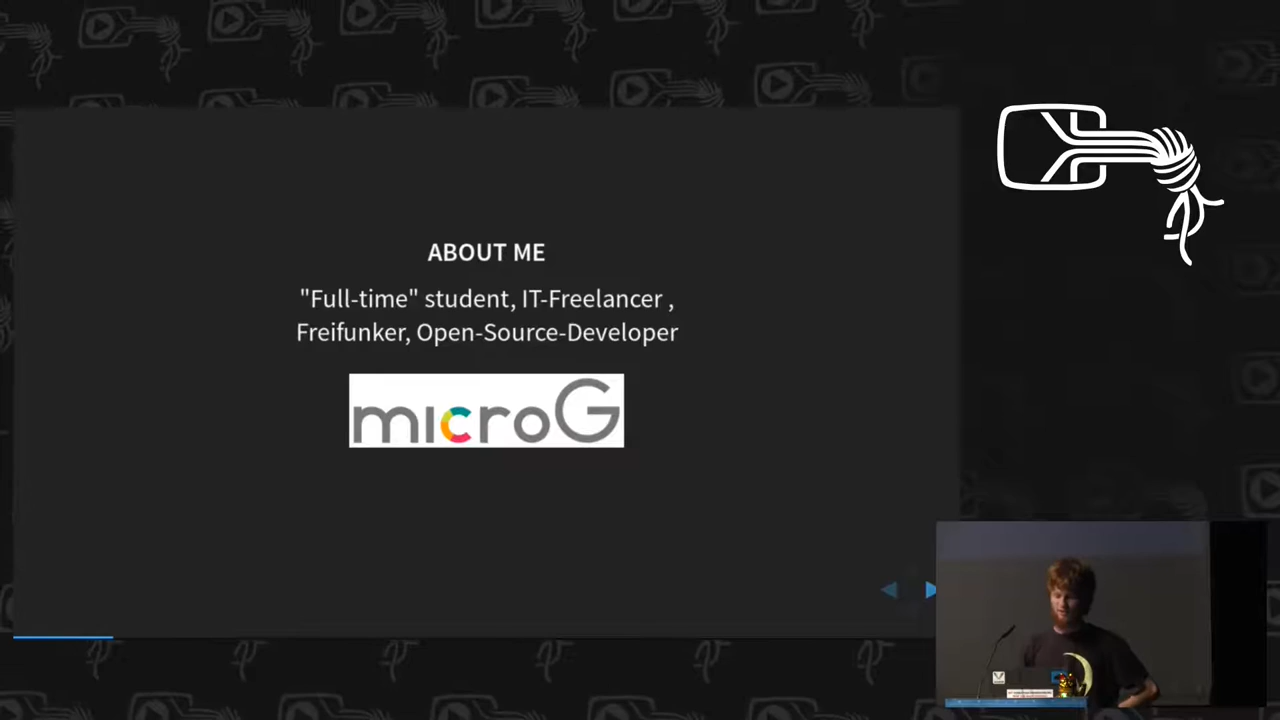 ABOUT ME
"Full-time" student, IT-Freelancer ,
Freifunker, Open-Source-Developer
microG